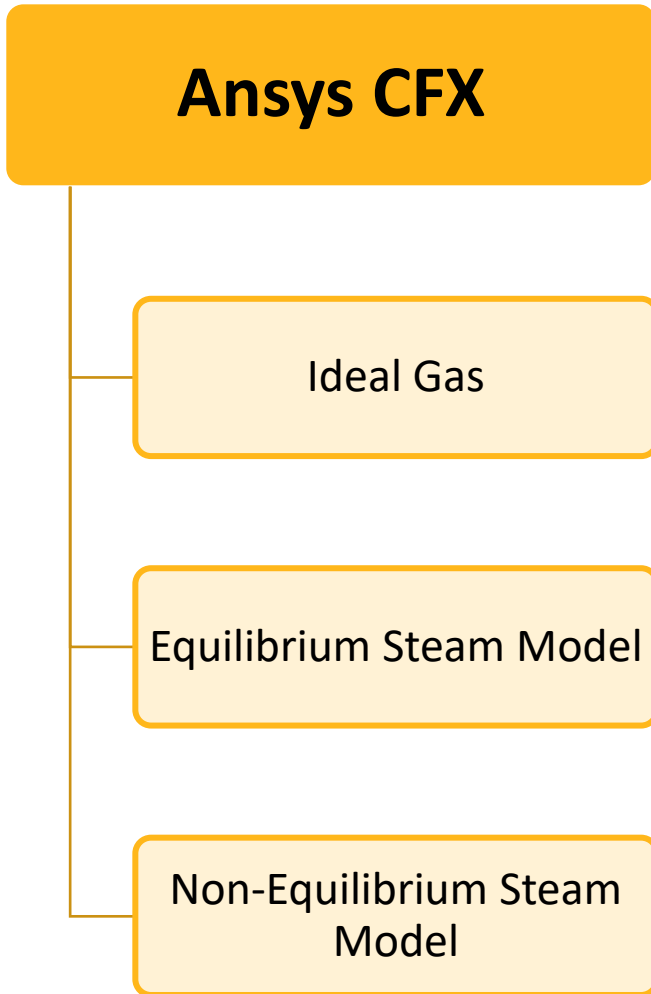 Ansys CFX
Ideal Gas
Equilibrium Steam Model
Non-Equilibrium Steam
Model